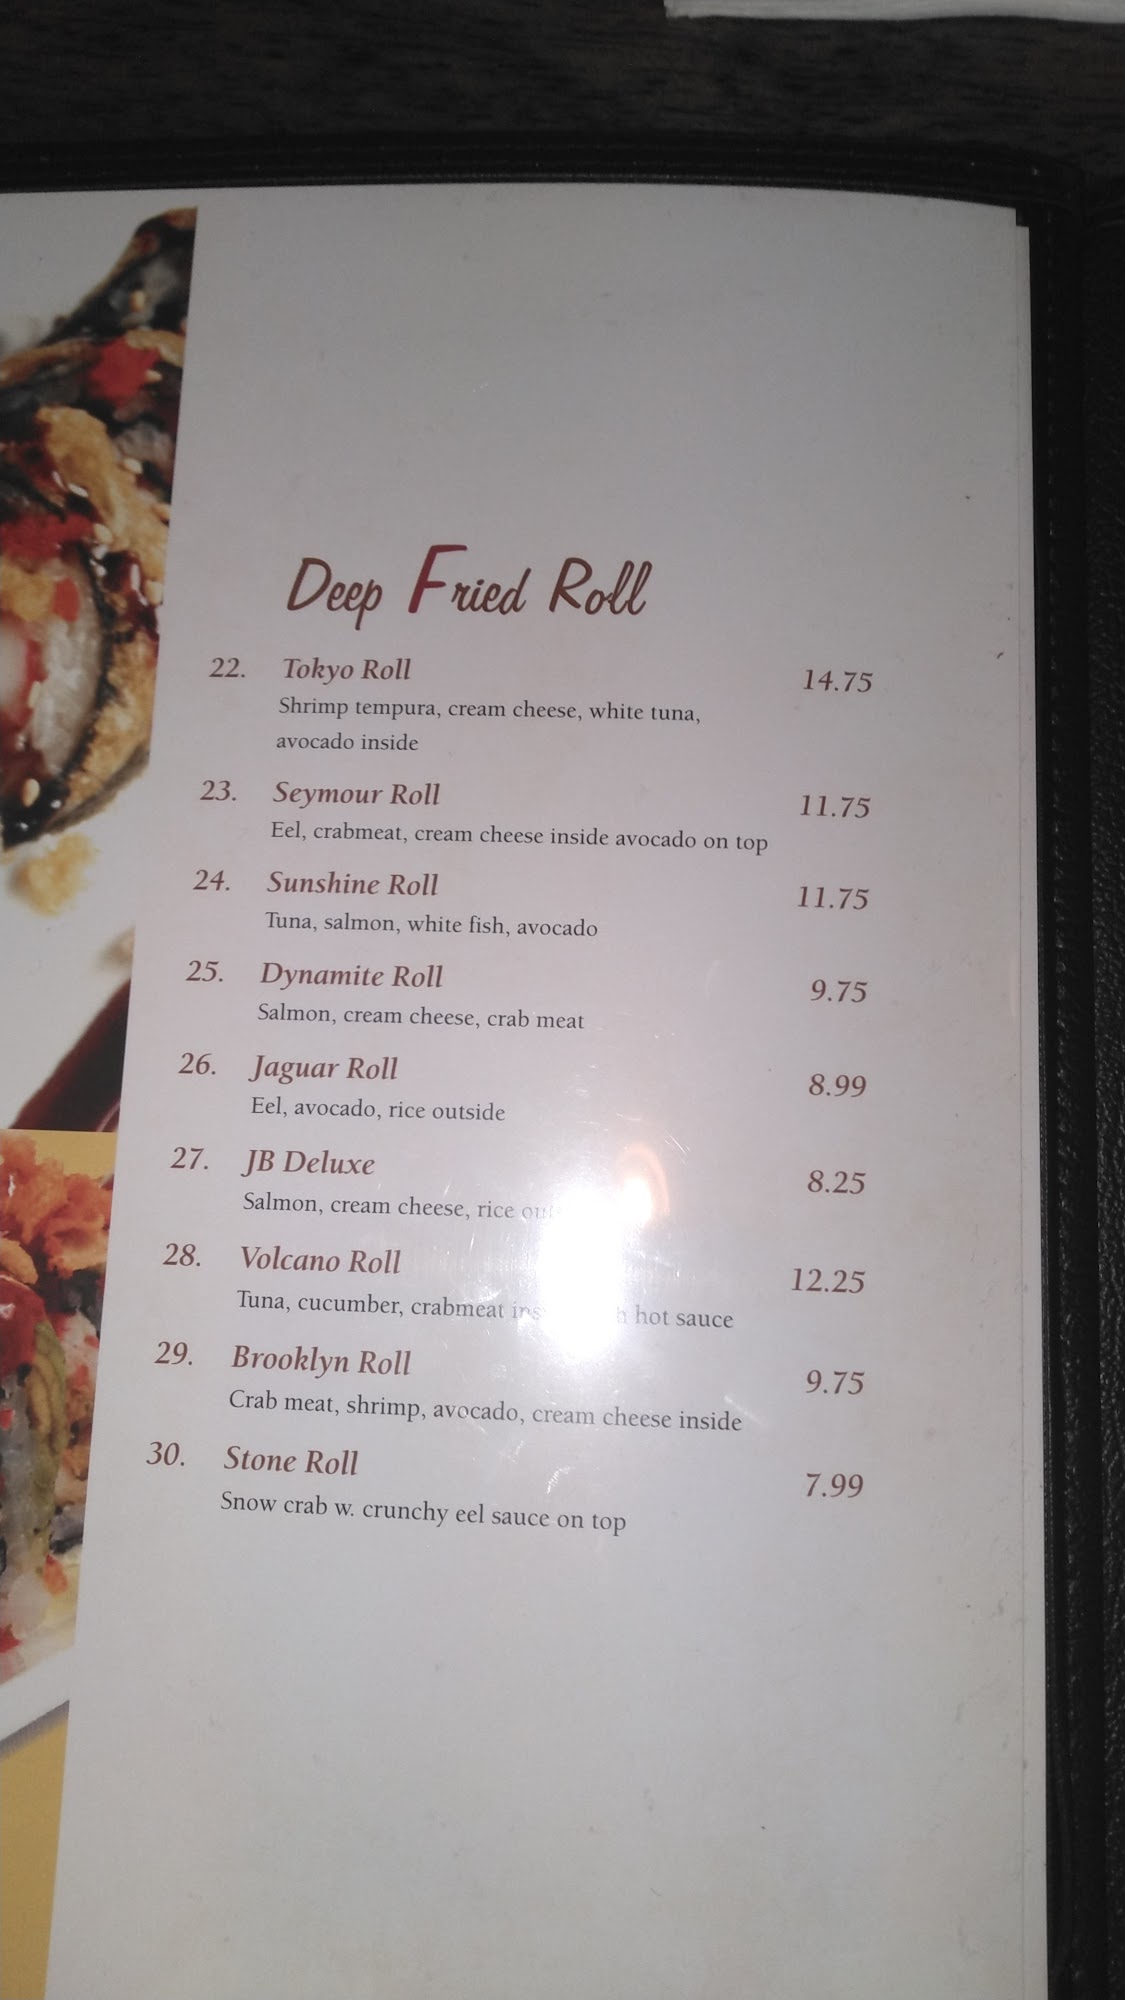 Deep Fried Roll
22. Tokyo Roll 14.75
Shrimp tempura, cream cheese, white tuna,
avocado inside
23. Seymour Roll 11.75
Eel, crabmeat, cream cheese inside avocado on top
24. Sunshine Roll 11.75
Tuna, salmon, white fish, avocado
25. Dynamite Roll 9.75
Salmon, cream cheese, crab meat
26. Jaguar Roll 8.99
Eel, avocado, rice outside
27. JB Deluxe 8.25
Salmon, cream cheese, rice
28. Volcano Roll 12.25
Tuna, cucumber, crabmeat hot sauce
29. Brooklyn Roll 9.75
Crab meat, shrimp, avocado, cream cheese inside
30. Stone Roll 7.99
Snow crab w. crunchy eel sauce on top